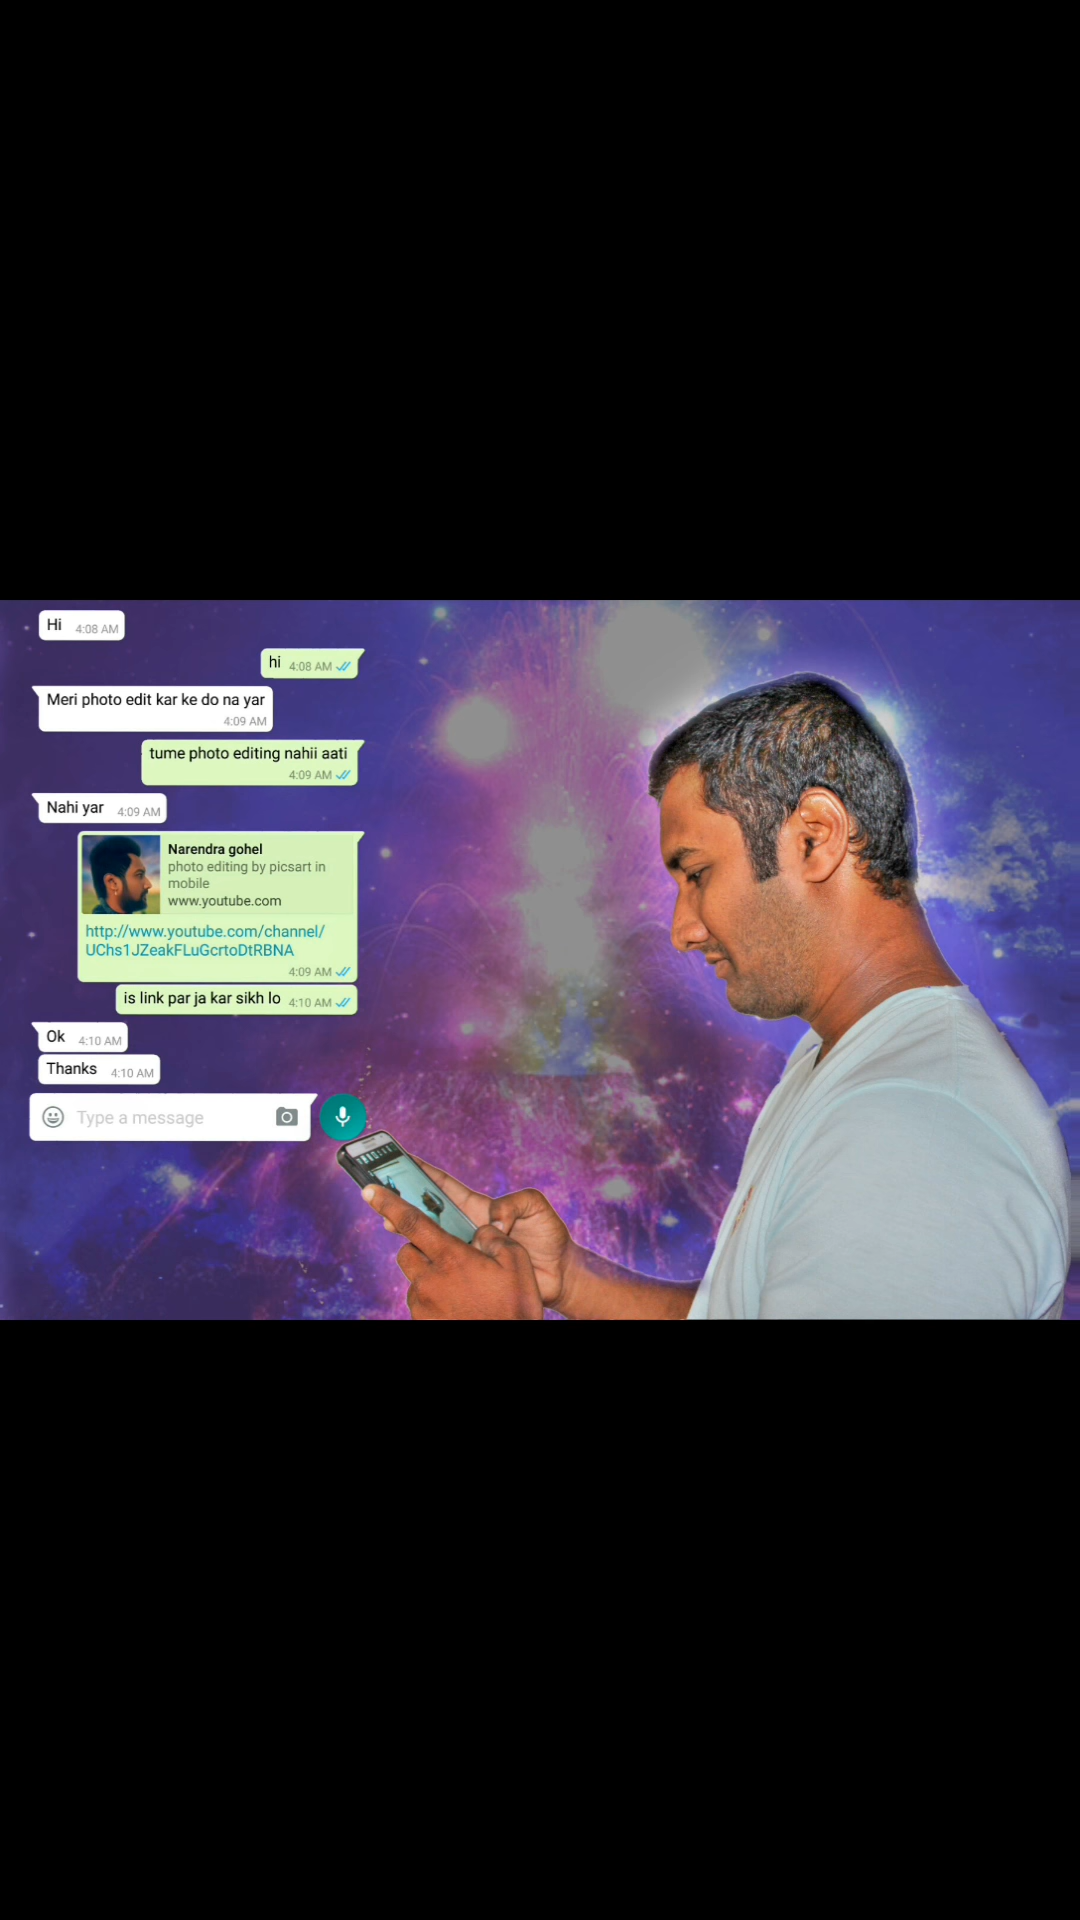 Hi 4:08 AM
hi 4:08 AM
Meri photo edit kar ke do na yar
4:09 AM
tume photo editing nahii aati
4:09 AM
Nahi yar 4:09 AM
Narendra gohel
photo editing by picsart in
mobile
www.youtube.com
http://www.youtube.com/channel/
UChs1JZeakFLuGcrtoDtRBNA
4:09 AM
is link par ja kar sikh lo 4:10 AM
Ok 4:10 AM
Thanks 4:10 AM
Type a message